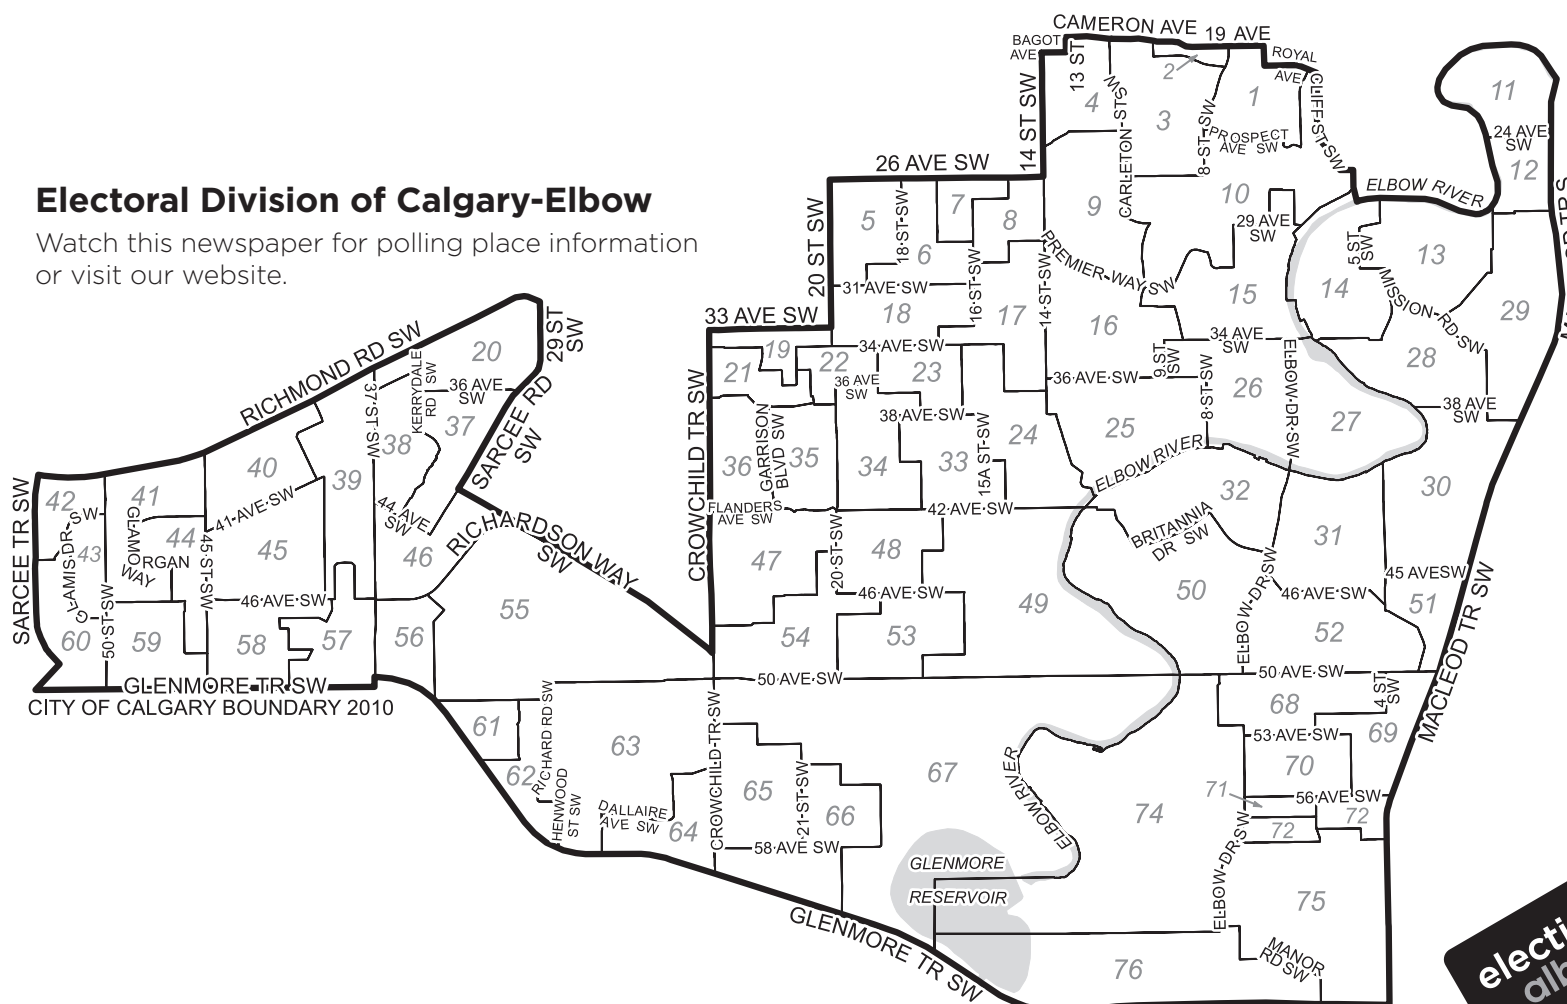 CAMERON AVE
19 AVE
BAGOT
AVE
ROYAL
AVE
13 ST
SW
2
1
11
4
3
CLIFF ST SW
14 ST SW
CARLETON ST
8 ST SW
PROSPECT
AVE SW
24 AVE
SW
12
26 AVE SW
ELBOW RIVER
Electoral Division of Calgary-Elbow
Watch this newspaper for polling place information
or visit our website.
20 ST SW
5
18 ST SW
7
8
6
9
10
29 AVE
SW
5 ST
SW
13
PREMIER WAY SW
31 AVE SW
16 ST SW
14 ST SW
14
MISSION RD SW
15
29
18
17
16
33 AVE SW
34 AVE SW
34 AVE
SW
9 ST
SW
29 ST
SW
RICHMOND RD SW
20
19
21
22
23
28
36 AVE
SW
36 AVE SW
KERRYDALE
RD SW
36 AVE
SW
37 ST SW
8 ST SW
26
ELBOW DR SW
27
38 AVE SW
38 AVE
SW
37
38
SARCEE RD
SW
CROWCHILD TR SW
GARRISON
BLVD SW
36
35
34
33
15A ST SW
24
25
ELBOW RIVER
40
39
30
SARCEE TR SW
42
41
41 AVE SW
44 AVE
SW
FLANDERS
AVE SW
42 AVE SW
32
31
BRITANNIA
DR SW
GLAMIS DR SW
43
GLAMORGAN
WAY
44
45 ST SW
45
46
RICHARDSON WAY
SW
47
20 ST SW
48
ELBOW DR SW
45 AVESW
46 AVE SW
46 AVE SW
46 AVE SW
50
49
51
55
50 ST SW
60
59
58
57
56
54
53
52
MACLEOD TR SW
GLENMORE TR SW
CITY OF CALGARY BOUNDARY 2010
50 AVE SW
50 AVE SW
4 ST
SW
68
69
61
RICHARD RD SW
63
CROWCHILD TR SW
53 AVE SW
70
62
HENWOOD
ST SW
DALLAIRE
AVE SW
64
65
21 ST SW
66
67
ELBOW RIVER
74
71
56 AVE SW
72
72
58 AVE SW
ELBOW DR SW
GLENMORE
RESERVOIR
75
GLENMORE TR SW
76
MANOR
RD SW
electi
alb